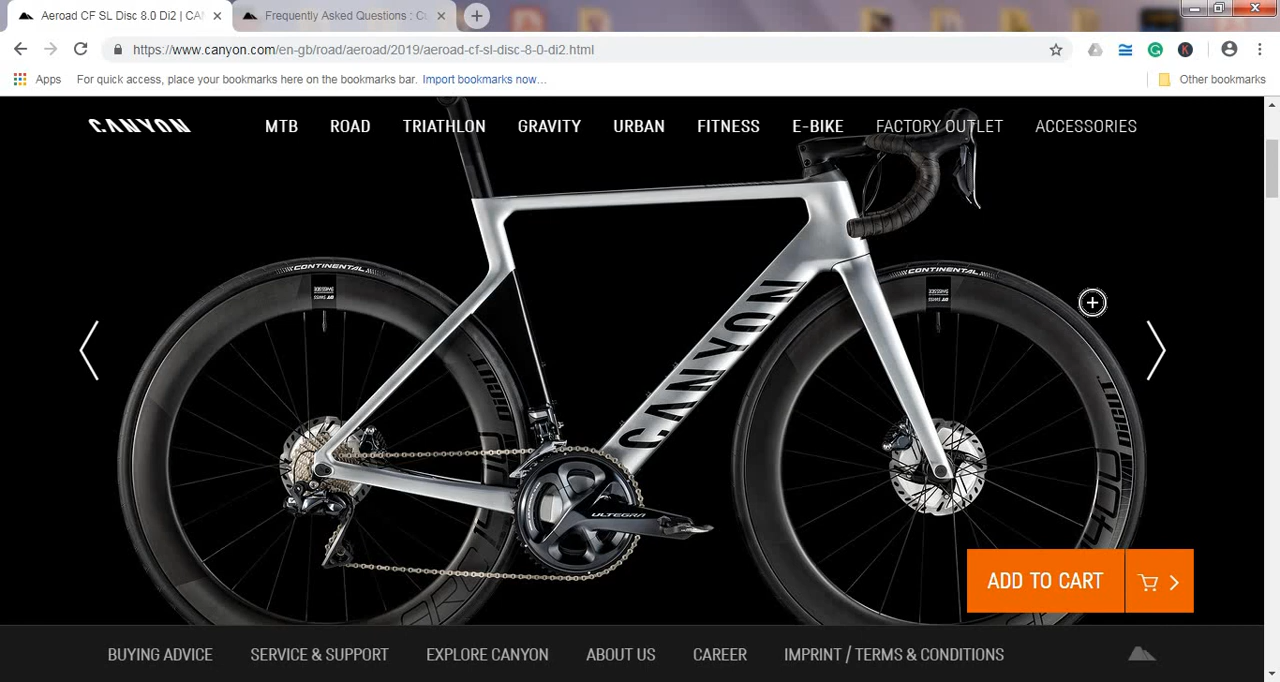 Aeroad CF SL Disc 8.0 Di2 | CAN
Frequently Asked Questions : Cu
https://www.canyon.com/en-gb/road/aeroad/2019/aeroad-cf-sl-disc-8-0-di2.html
Apps For quick access, place your bookmarks here on the bookmarks bar. Import bookmarks now... Other bookmarks
CANYON MTB ROAD TRIATHLON GRAVITY URBAN FITNESS E-BIKE FACTORY OUTLET ACCESSORIES
CONTINENTAL CONTINENTAL
CANYON
ULTEGRA
ADD TO CART
BUYING ADVICE SERVICE & SUPPORT EXPLORE CANYON ABOUT US CAREER IMPRINT / TERMS & CONDITIONS